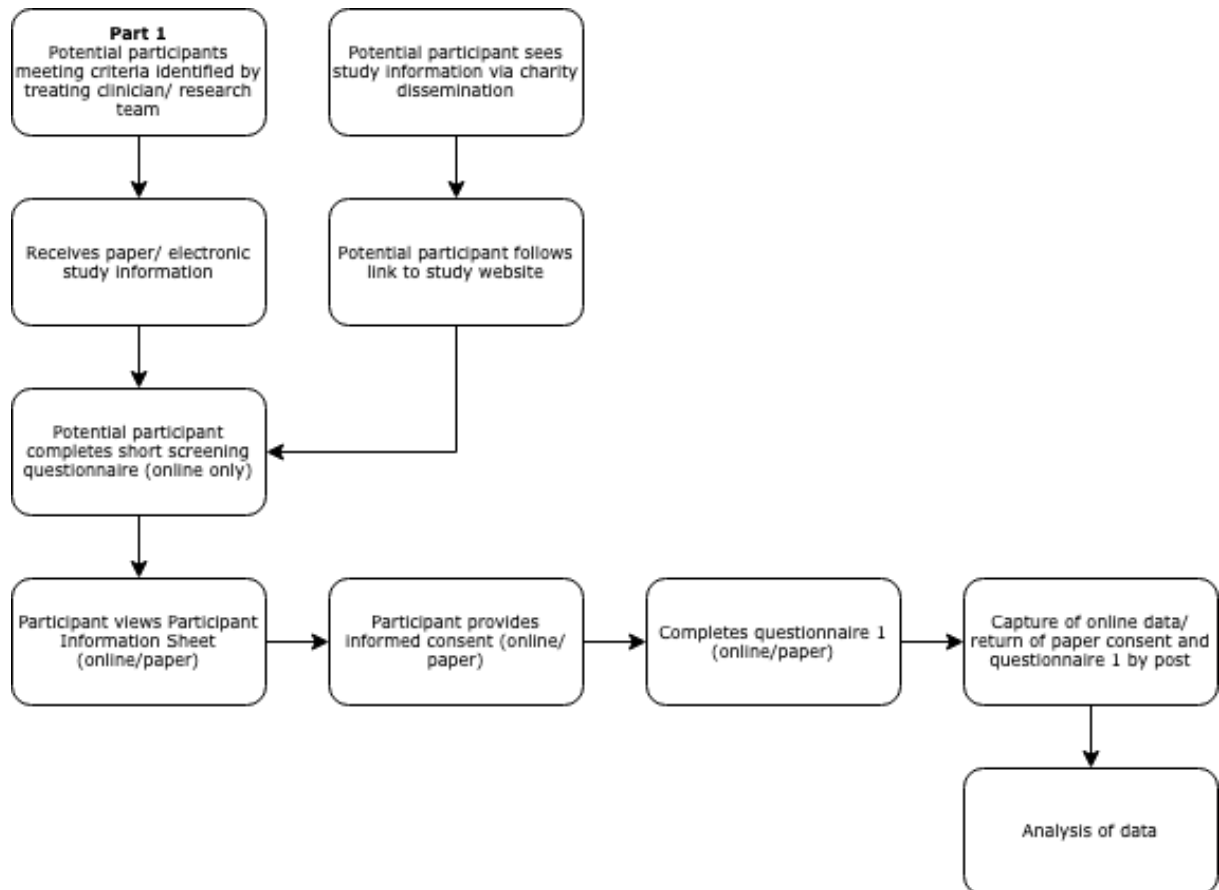 Part 1
Potential participants
meeting criteria identified by
treating clinician/ research
team
Potential participant sees
study information via charity
dissemination
Receives paper/ electronic
study information
Potential participant follows
link to study website
Potential participant
completes short screening
questionnaire (online only)
Participant views Participant
Information Sheet
(online/paper)
Participant provides
informed consent (online/
paper)
Completes questionnaire 1
(online/paper)
Capture of online data/
return of paper consent and
questionnaire 1 by post
Analysis of data